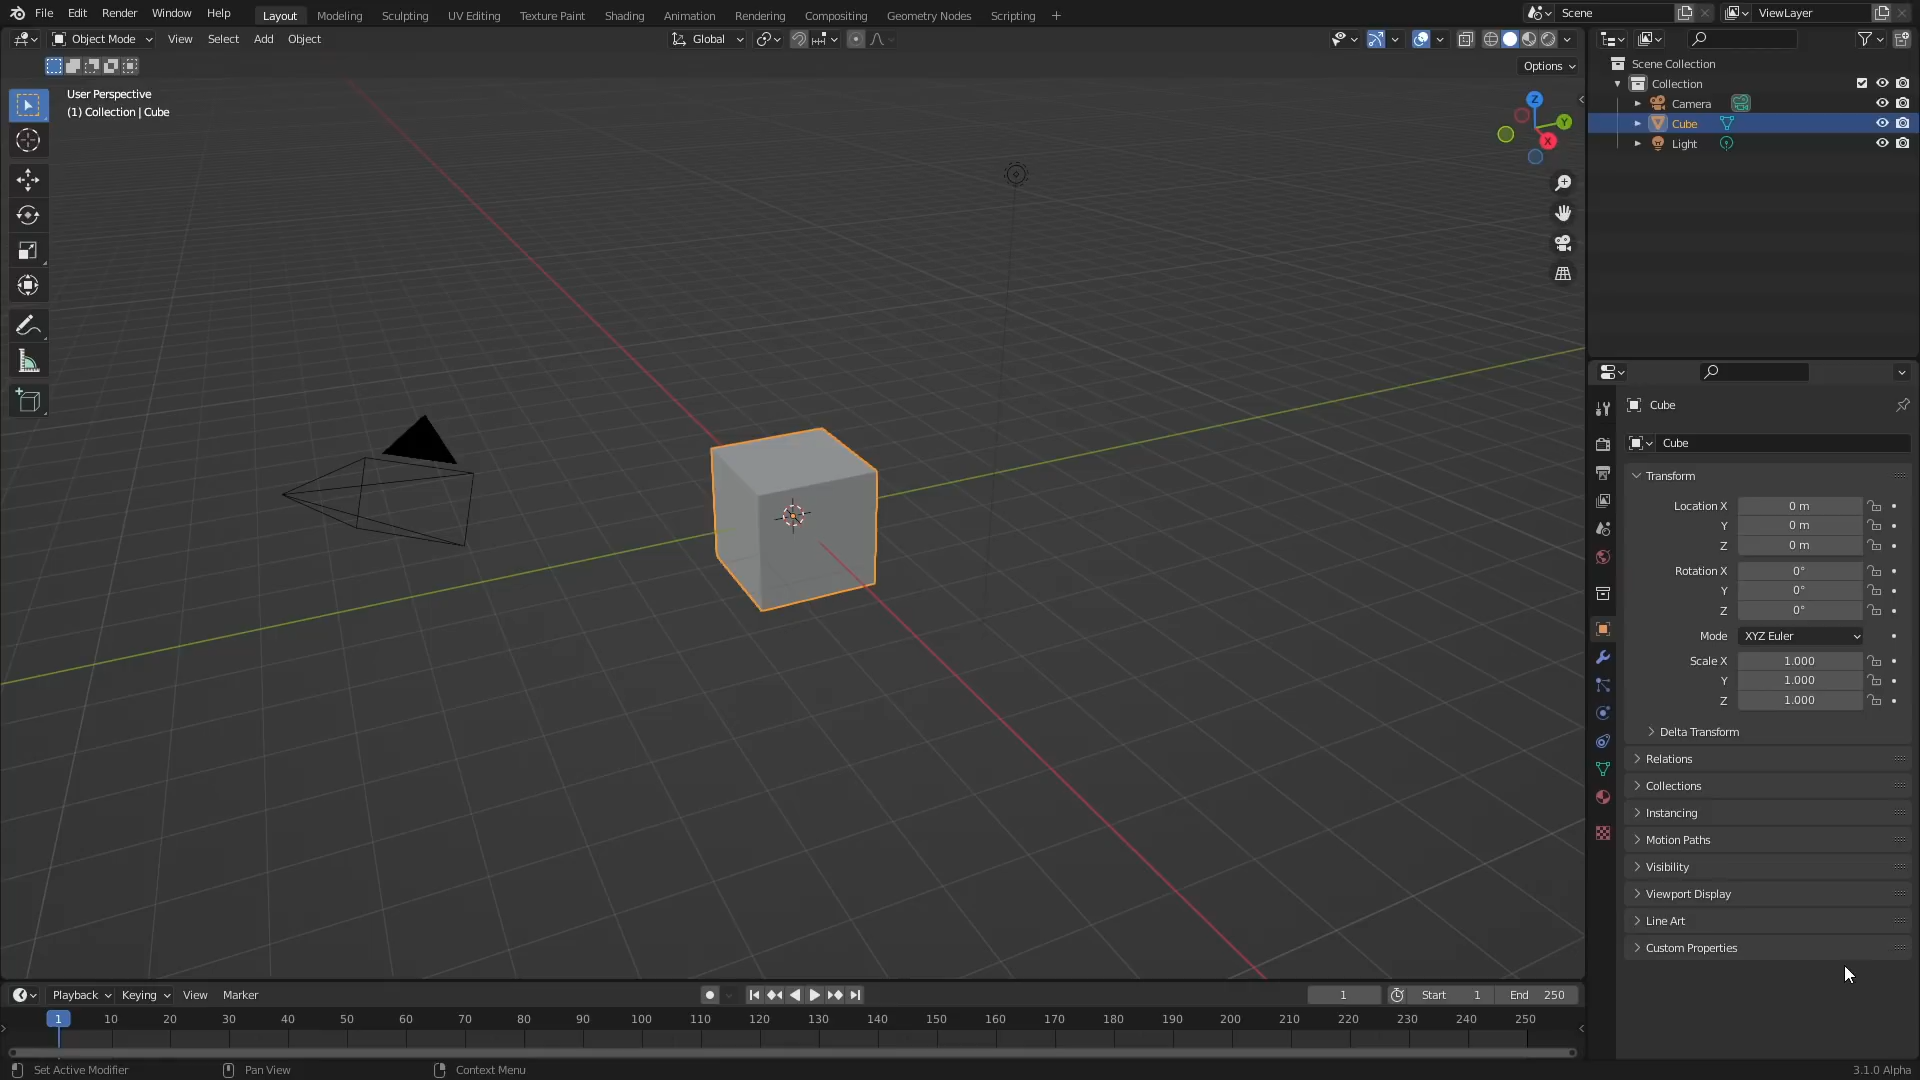 File Edit Render Window Help Layout Modeling Sculpting UV Editing Texture Paint Shading Animation Rendering Compositing Geometry Nodes Scripting + Scene ViewLayer
Object Mode View Select Add Object Global
Options
User Perspective
(1) Collection | Cube
Z
Y
X
Scene Collection
Collection
Camera
Cube
Light
Cube
Cube
Transform
Location X 0 m
Y 0 m
Z 0 m
Rotation X 0°
Y 0°
Z 0°
Mode XYZ Euler
Scale X 1.000
Y 1.000
Z 1.000
Delta Transform
Relations
Collections
Instancing
Motion Paths
Visibility
Viewport Display
Line Art
Custom Properties
Playback Keying View Marker 1 Start 1 End 250
1 10 20 30 40 50 60 70 80 90 100 110 120 130 140 150 160 170 180 190 200 210 220 230 240 250
Set Active Modifier Pan View Context Menu 3.1.0 Alpha